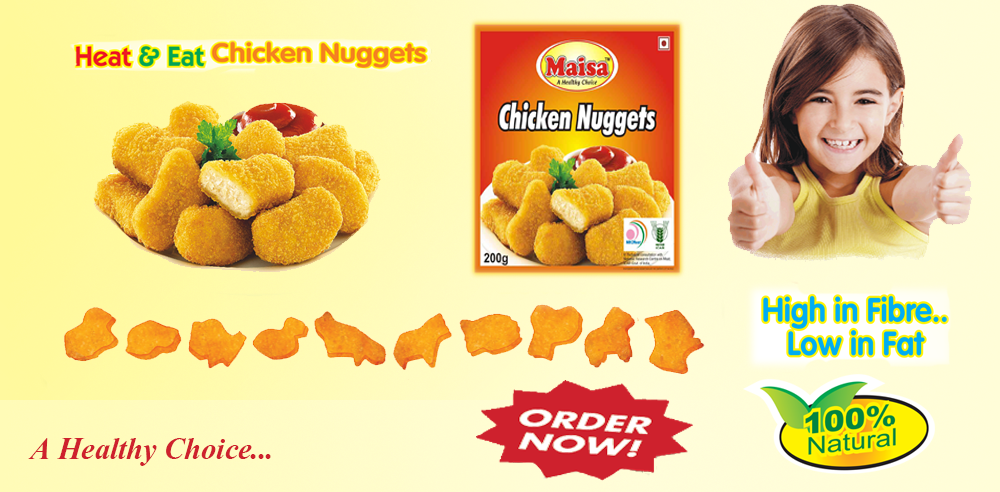 Heat & Eat Chicken Nuggets
Maisa™
A Healthy Choice
Chicken Nuggets
200g
High in Fibre..
Low in Fat
100%
Natural
ORDER
NOW!
A Healthy Choice...